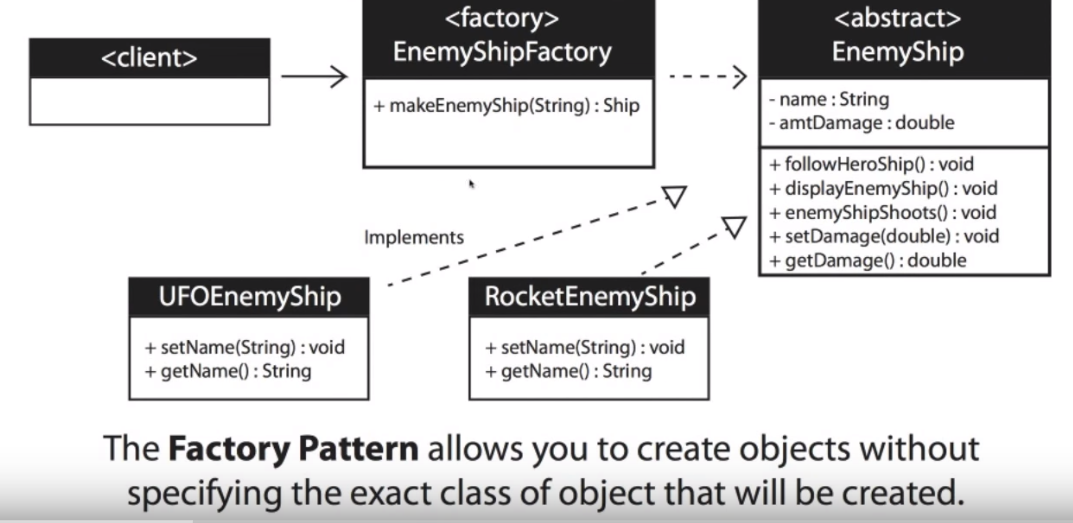 <client>
<factory>
EnemyShipFactory
+ makeEnemyShip(String) : Ship
<abstract>
EnemyShip
- name : String
- amtDamage : double
+ followHeroShip() : void
+ displayEnemyShip() : void
+ enemyShipShoots() : void
+ setDamage(double) : void
+ getDamage() : double
Implements
UFOEnemyShip
+ setName(String) : void
+ getName() : String
RocketEnemyShip
+ setName(String) : void
+ getName() : String
The Factory Pattern allows you to create objects without
specifying the exact class of object that will be created.